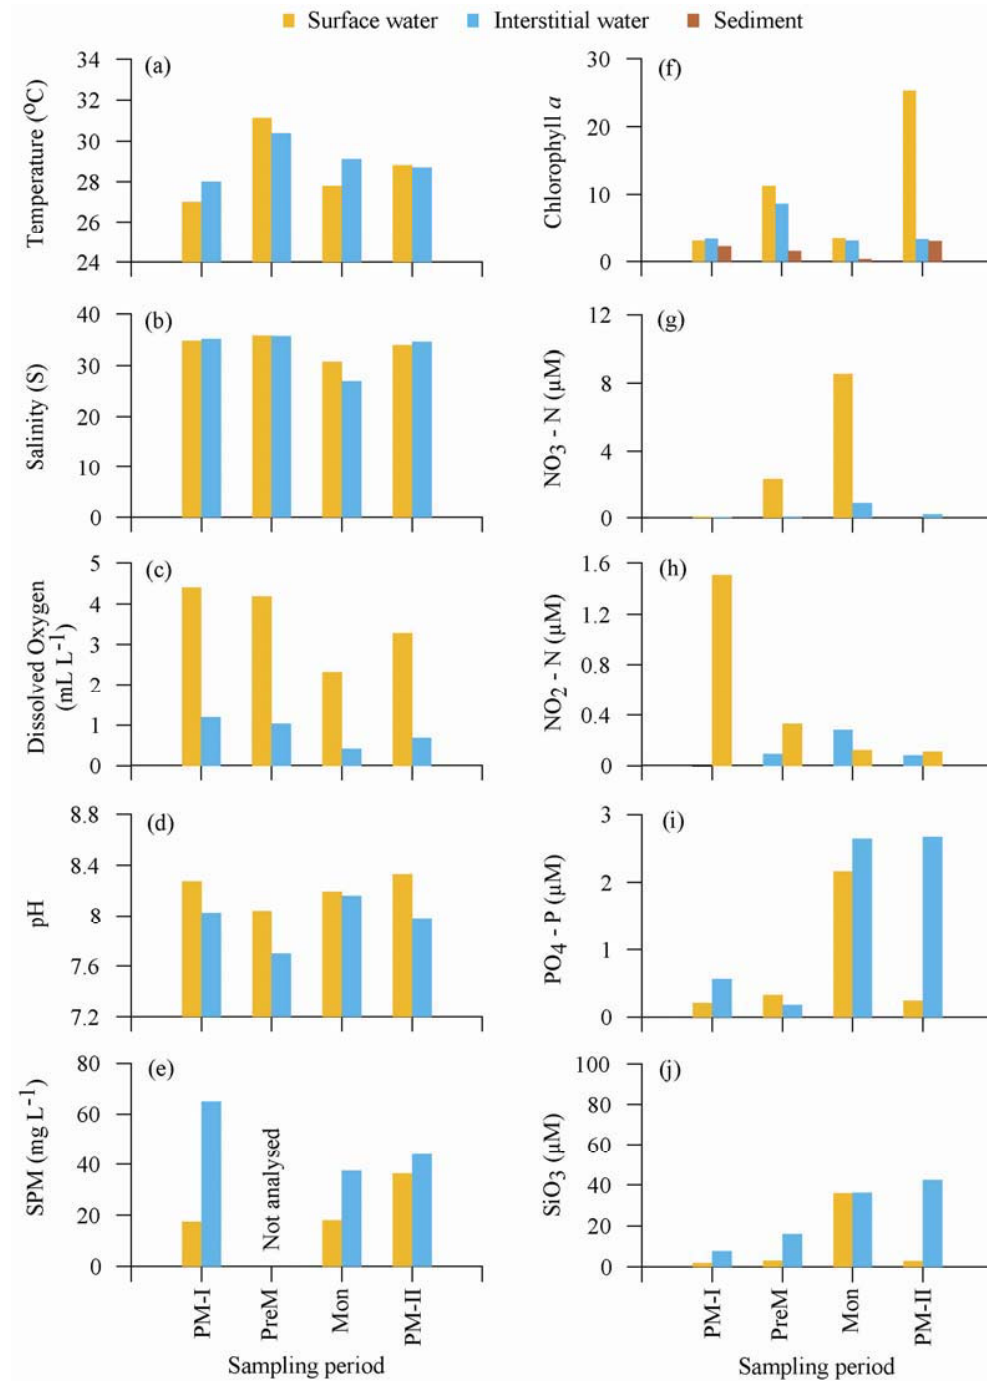 Surface water Interstitial water Sediment
(a)
Temperature (⁰C)
34
32
30
28
26
24
(b)
Salinity (S)
40
30
20
10
0
(c)
Dissolved Oxygen
(mL L⁻¹)
5
4
3
2
1
0
(d)
pH
8.8
8.4
8
7.6
7.2
(e)
SPM (mg L⁻¹)
80
60
40
20
0
Not analysed
PM-I
PreM
Mon
PM-II
Sampling period
(f)
Chlorophyll a
30
20
10
0
(g)
NO₃ - N (µM)
12
8
4
0
(h)
NO₂ - N (µM)
1.6
1.2
0.8
0.4
0
(i)
PO₄ - P (µM)
3
2
1
0
(j)
SiO₃
(µM)
100
80
60
40
20
0
PM-I
PreM
Mon
PM-II
Sampling period